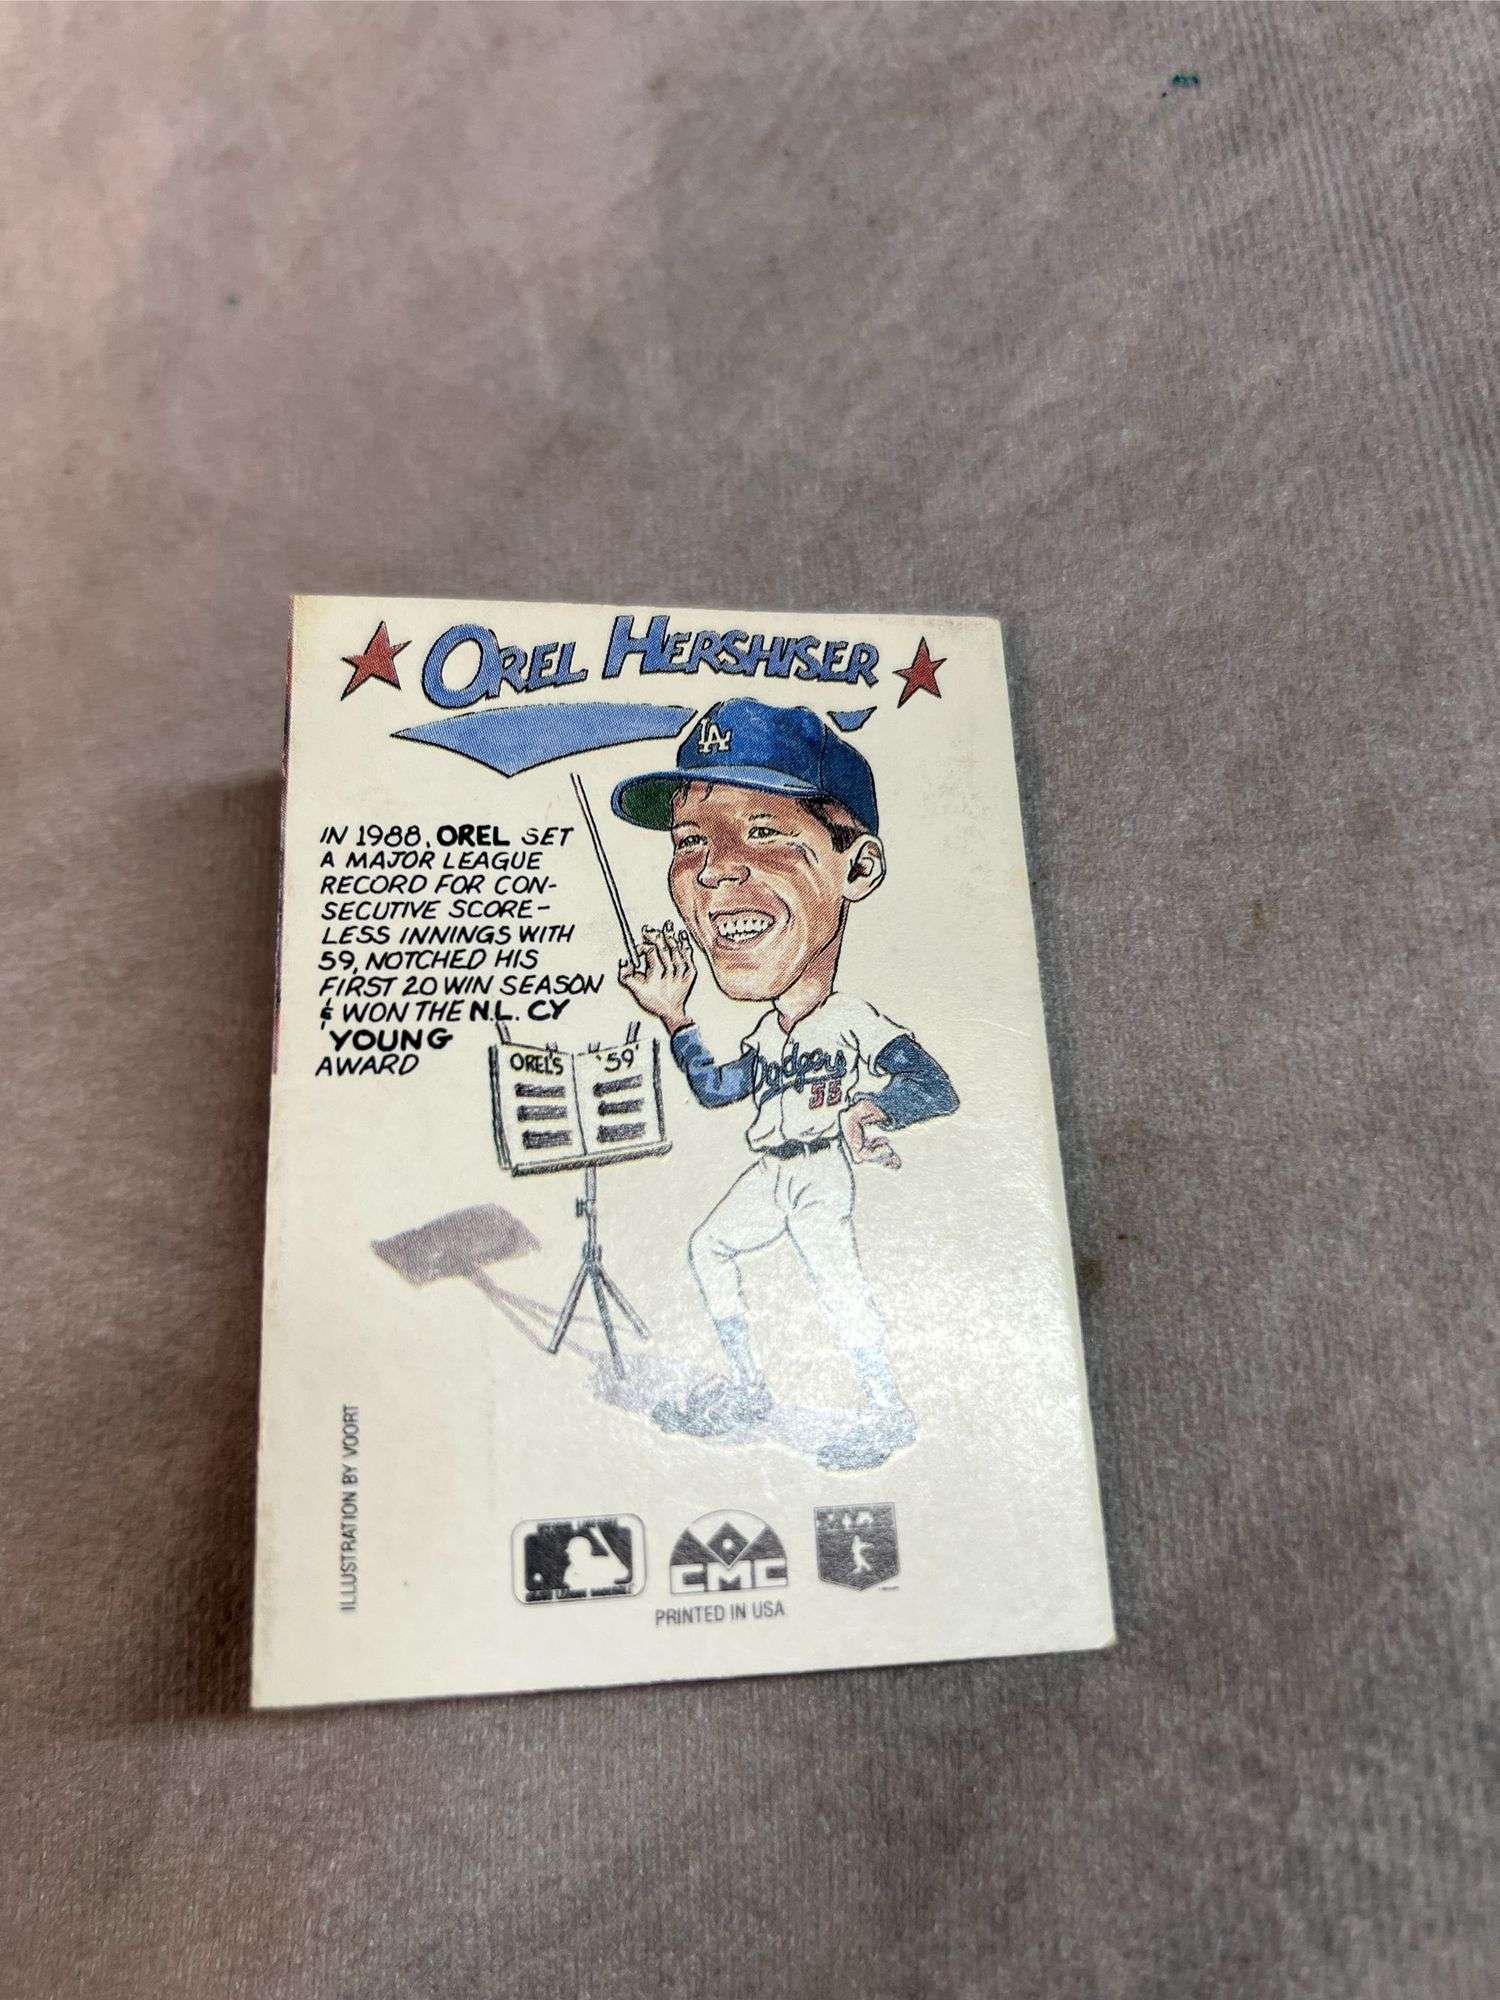 OREL HERSHISER
LA
IN 1988, OREL SET
A MAJOR LEAGUE
RECORD FOR CON-
SECUTIVE SCORE-
LESS INNINGS WITH
59, NOTCHED HIS
FIRST 20 WIN SEASON
& WON THE N.L. CY
YOUNG
AWARD
OREL'S '59'
Dodgers
55
ILLUSTRATION BY VOORT
CMC
PRINTED IN USA